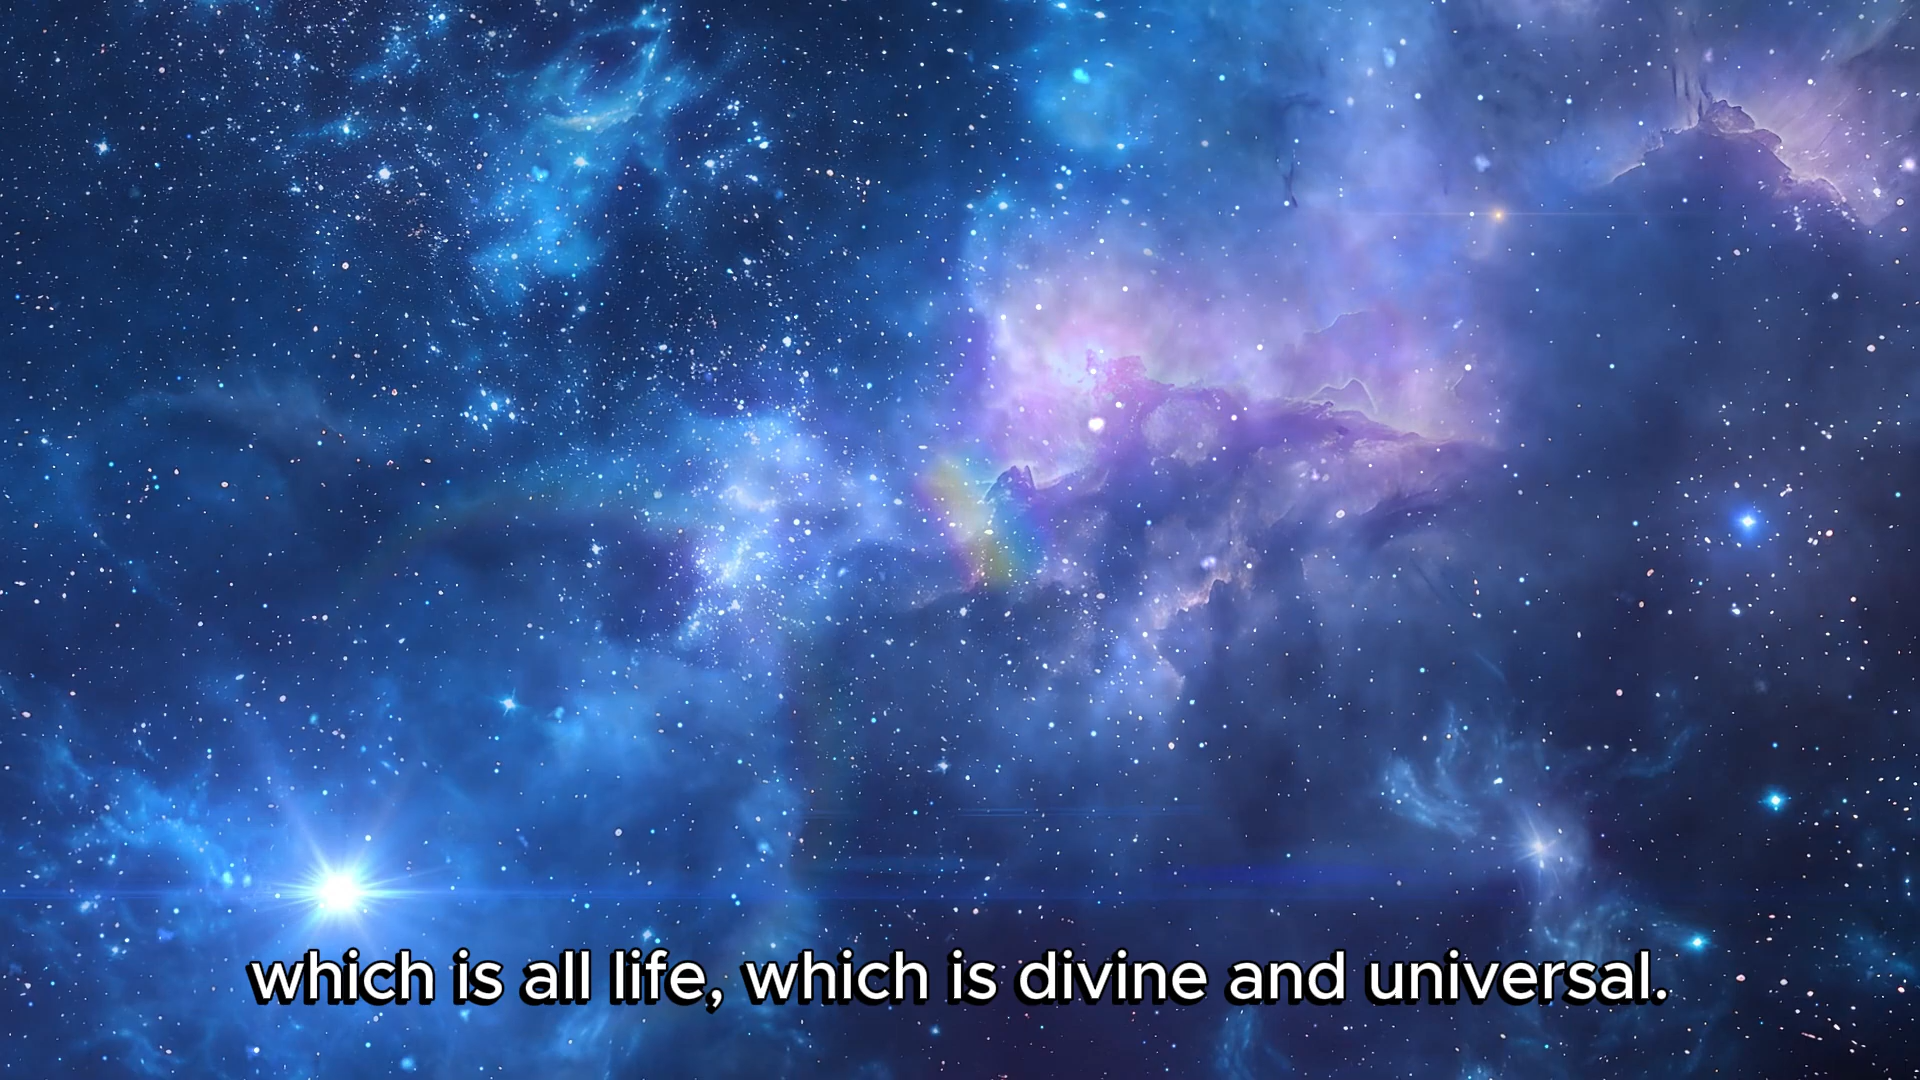 which is all life, which is divine and universal.